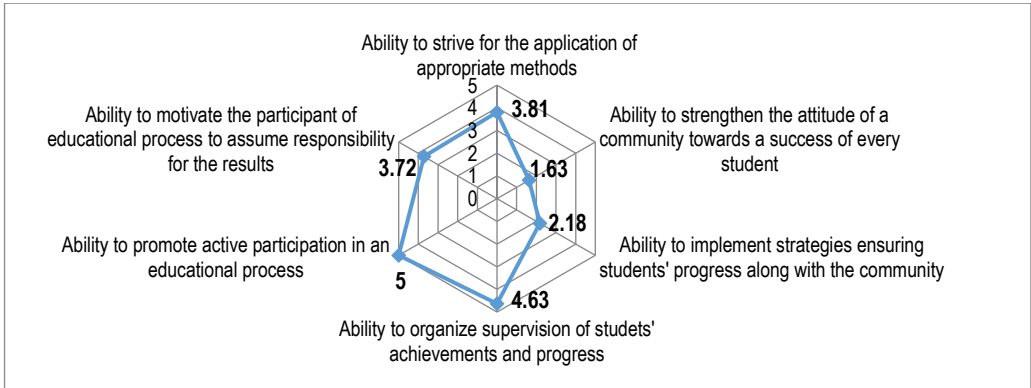 Ability to strive for the application of
appropriate methods
5
4
3
2
1
0
3.81
Ability to strengthen the attitude of a
community towards a success of every
student
1.63
2.18
Ability to implement strategies ensuring
students' progress along with the community
4.63
Ability to organize supervision of studets'
achievements and progress
5
Ability to promote active participation in an
educational process
3.72
Ability to motivate the participant of
educational process to assume responsibility
for the results